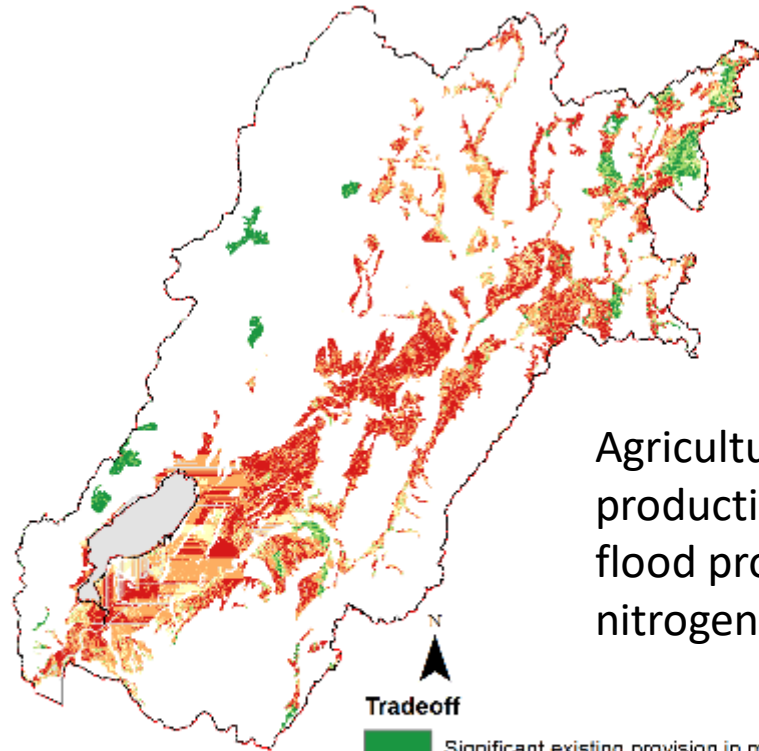 Agricultu
producti
flood pro
nitrogen
N
Tradeoff
Significant existing provision in